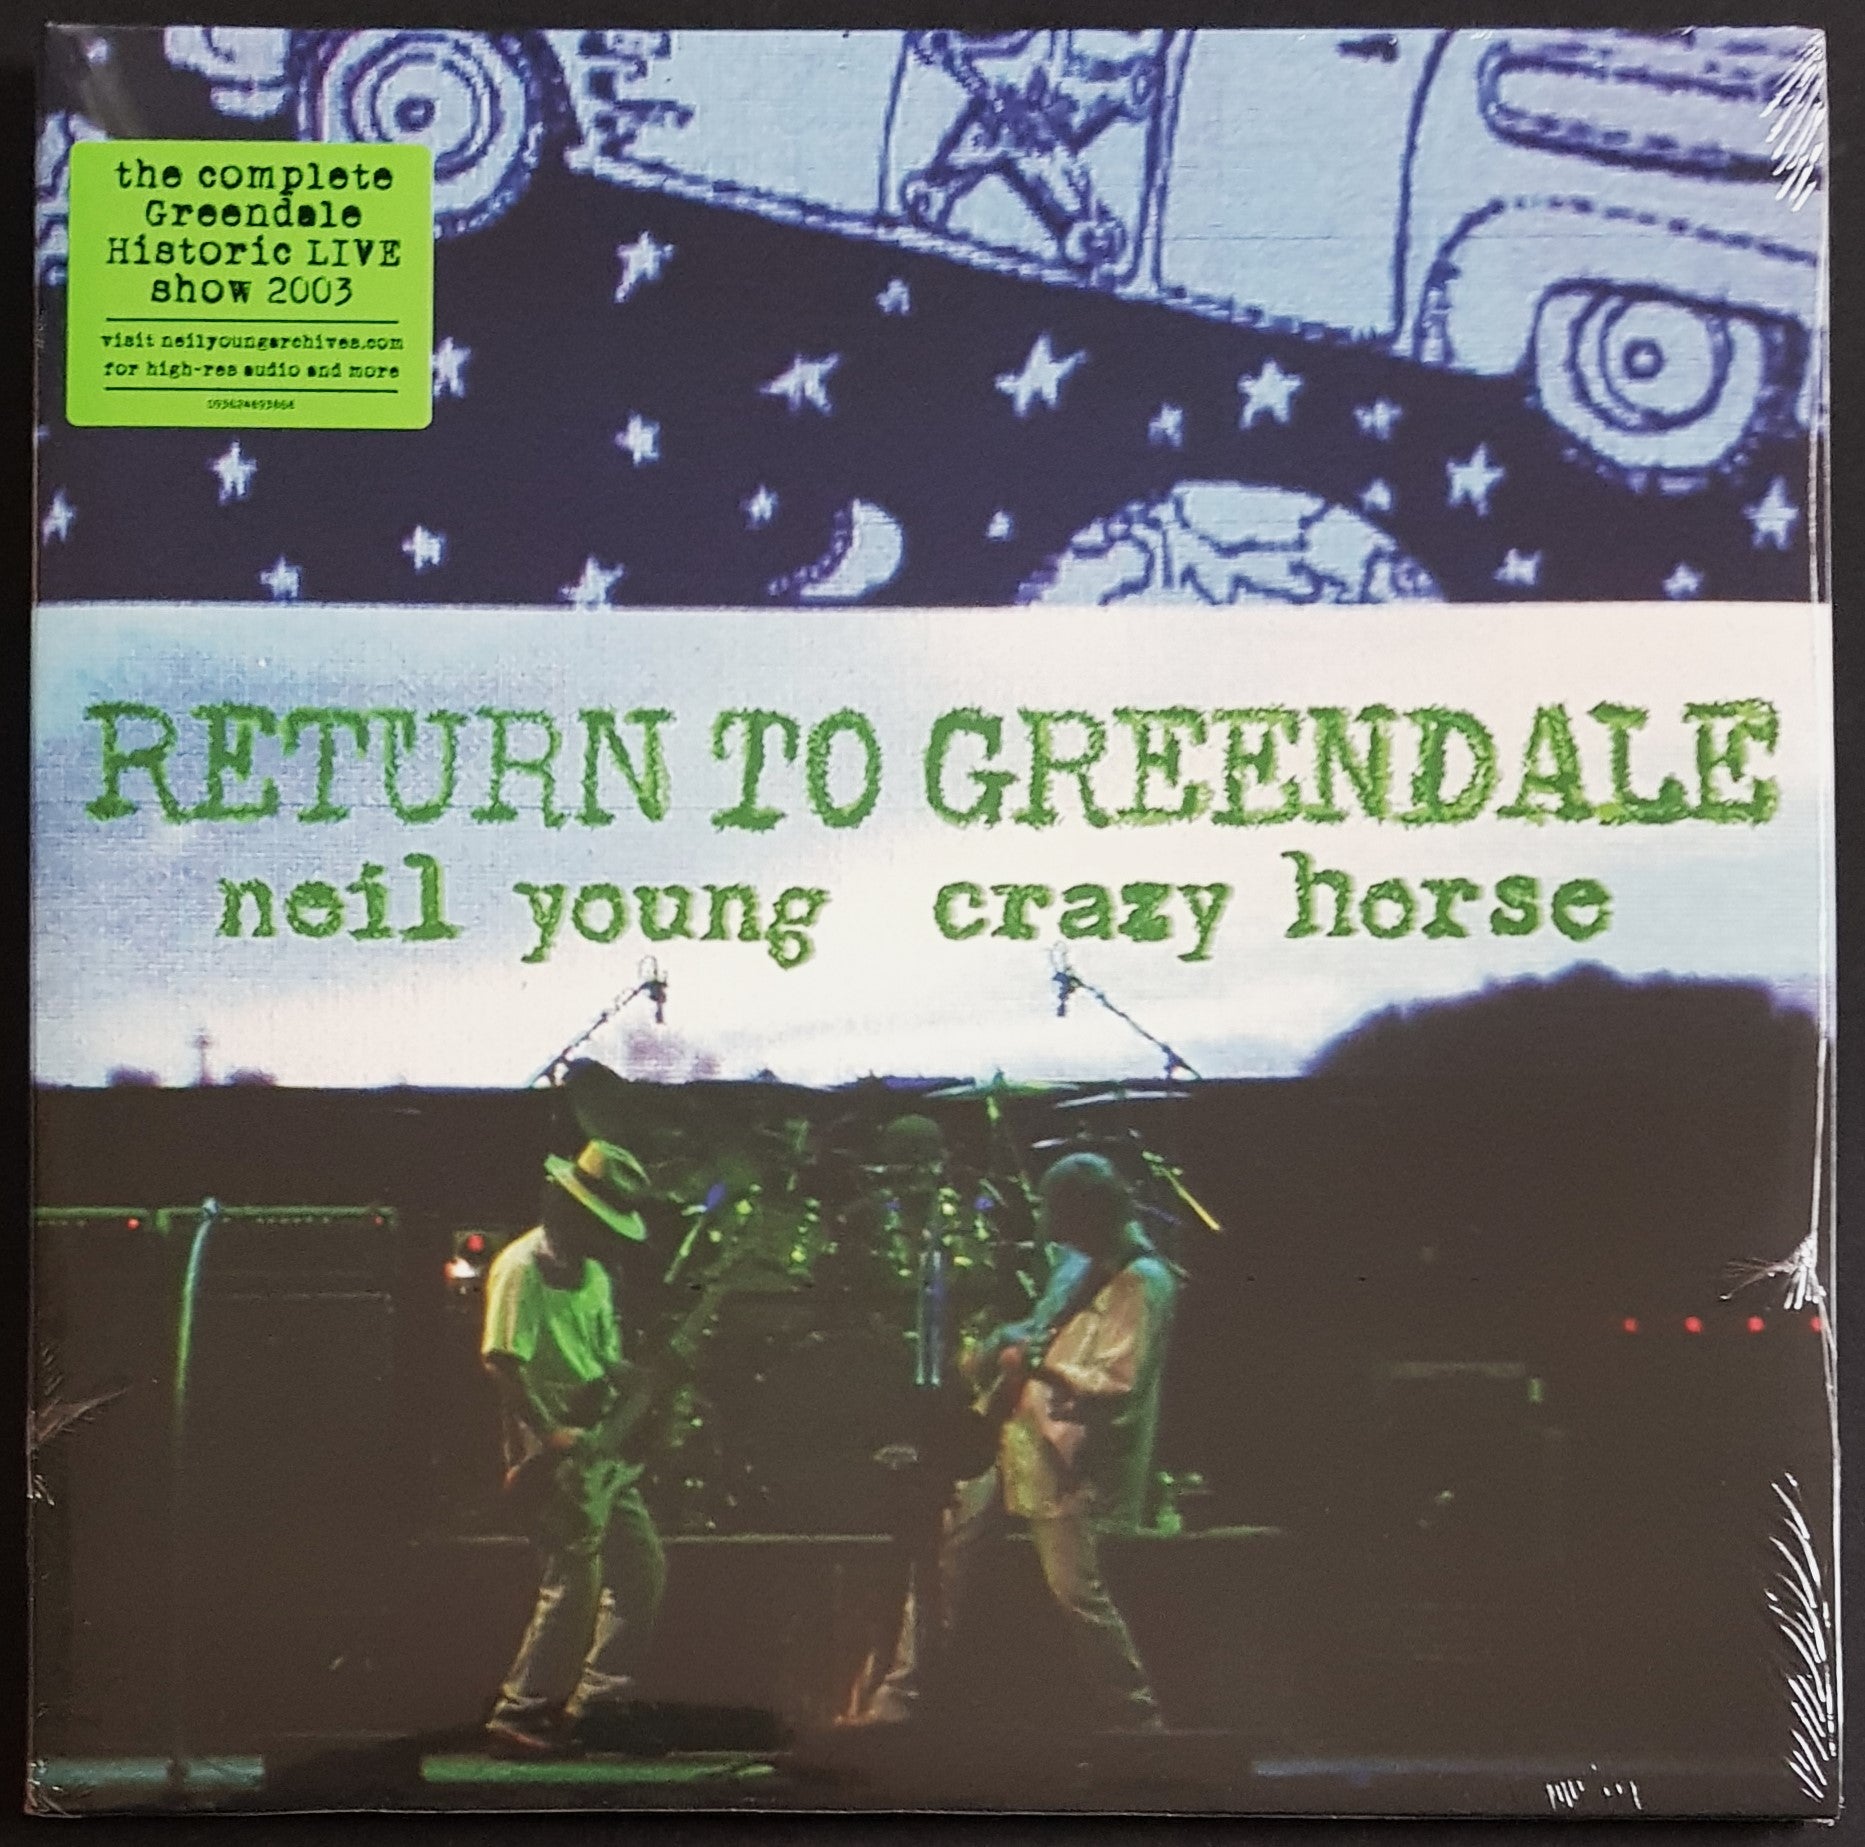 the complete
Greendale
Historic LIVE
show 2003
visit neilyoungarchives.com
for high-res audio and more
RETURN TO GREENDALE
neil young crazy horse